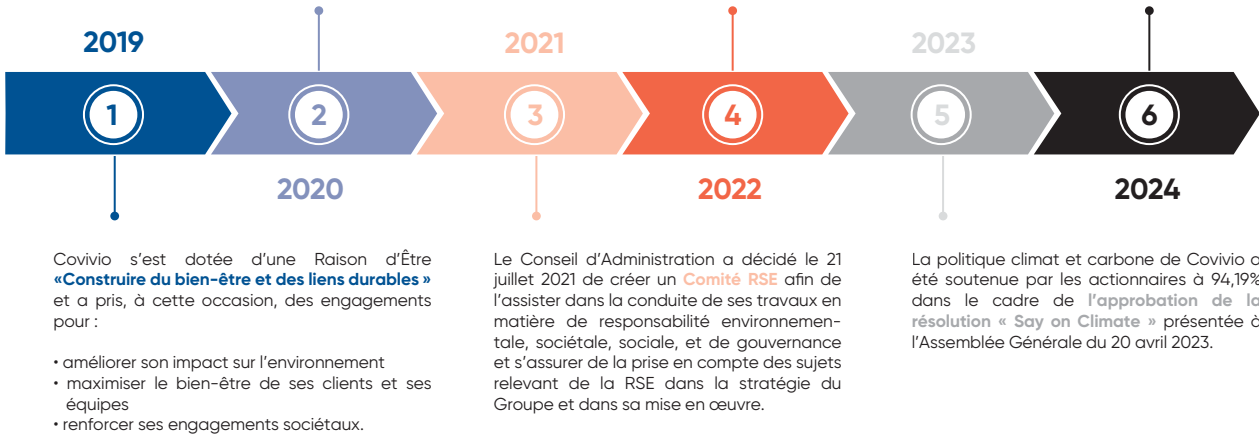 2019
2021
2023
1
2
3
4
5
6
2020
2022
2024
Covivio s’est dotée d’une Raison d’Être
«Construire du bien-être et des liens durables »
et a pris, à cette occasion, des engagements
pour :
• améliorer son impact sur l’environnement
• maximiser le bien-être de ses clients et ses
équipes
• renforcer ses engagements sociétaux.
Le Conseil d’Administration a décidé le 21
juillet 2021 de créer un Comité RSE afin de
l’assister dans la conduite de ses travaux en
matière de responsabilité environnemen-
tale, sociétale, sociale, et de gouvernance
et s’assurer de la prise en compte des sujets
relevant de la RSE dans la stratégie du
Groupe et dans sa mise en œuvre.
La politique climat et carbone de Covivio a
été soutenue par les actionnaires à 94,19%
dans le cadre de l’approbation de la
résolution « Say on Climate » présentée à
l’Assemblée Générale du 20 avril 2023.